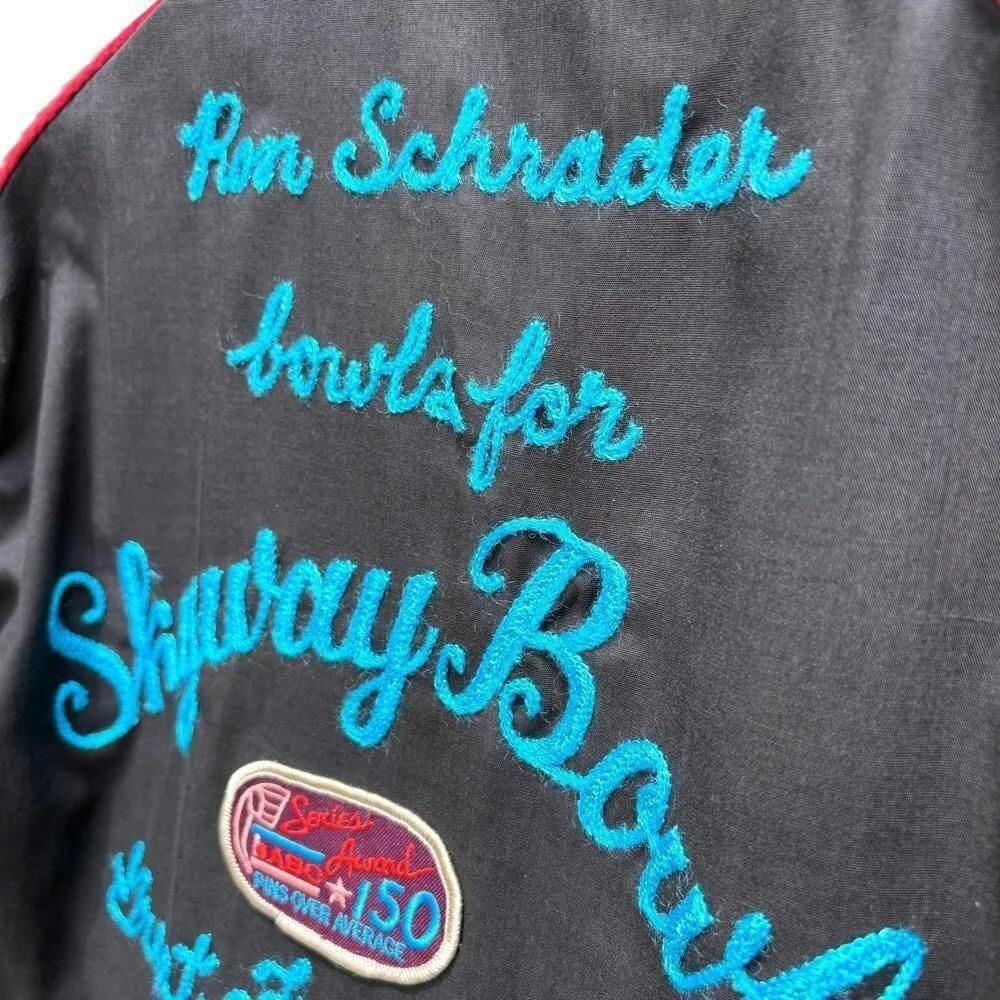 Ron Schrader
bowls for
Skyway Bowl
Series
Award
ABC
150
PINS OVER AVERAGE